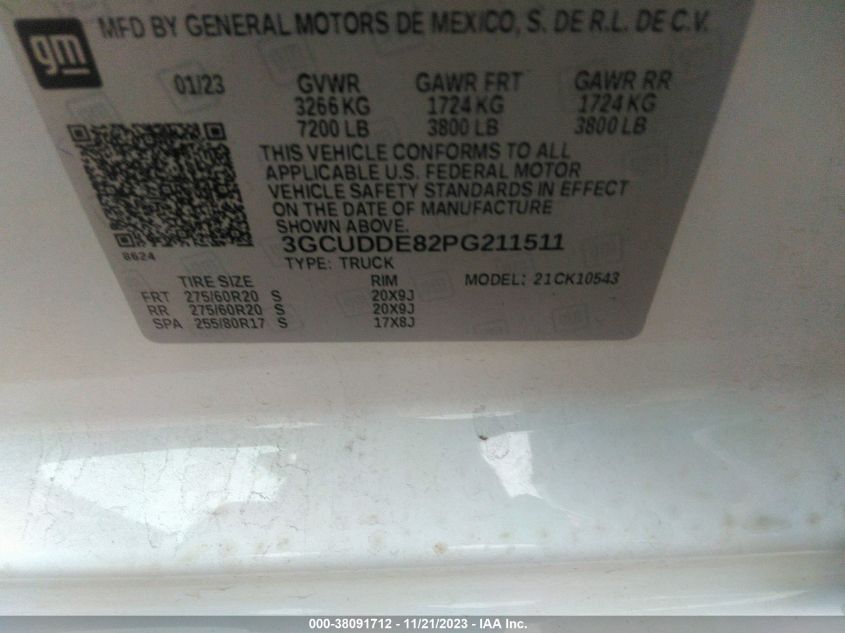 gm
MFD BY GENERAL MOTORS DE MEXICO, S. DE R.L. DE C.V.
01/23 GVWR GAWR FRT GAWR RR
3266 KG 1724 KG 1724 KG
7200 LB 3800 LB 3800 LB
THIS VEHICLE CONFORMS TO ALL
APPLICABLE U.S. FEDERAL MOTOR
VEHICLE SAFETY STANDARDS IN EFFECT
ON THE DATE OF MANUFACTURE
SHOWN ABOVE.
8624
3GCUDDE82PG211511
TYPE: TRUCK
TIRE SIZE RIM MODEL: 21CK10543
FRT 275/60R20 S 20X9J
RR 275/60R20 S 20X9J
SPA 255/80R17 S 17X8J
000-38091712 - 11/21/2023 - IAA Inc.